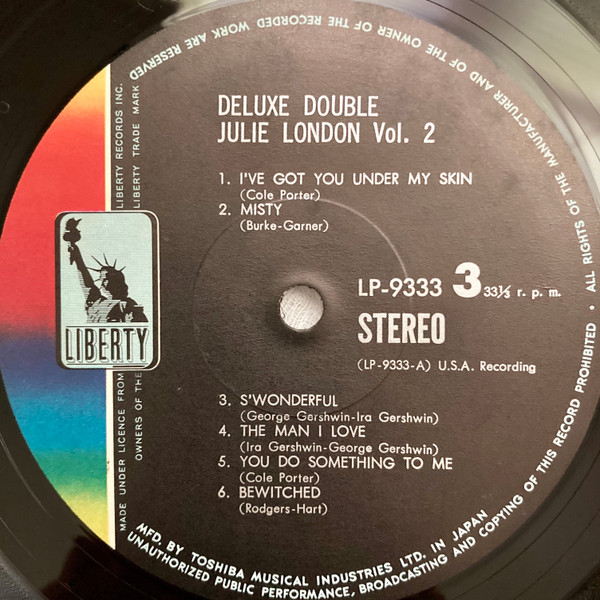 DELUXE DOUBLE
JULIE LONDON Vol. 2
1. I'VE GOT YOU UNDER MY SKIN
(Cole Porter)
2. MISTY
(Burke-Garner)
LP-9333 3 33⅓ r. p. m.
STEREO
(LP-9333-A) U.S.A. Recording
LIBERTY
3. S'WONDERFUL
(George Gershwin-Ira Gershwin)
4. THE MAN I LOVE
(Ira Gershwin-George Gershwin)
5. YOU DO SOMETHING TO ME
(Cole Porter)
6. BEWITCHED
(Rodgers-Hart)
MADE UNDER LICENCE FROM LIBERTY RECORDS INC.
OWNERS OF THE LIBERTY TRADE MARK
MFD. BY TOSHIBA MUSICAL INDUSTRIES LTD. IN JAPAN
ALL RIGHTS OF THE MANUFACTURER AND OF THE OWNER OF THE RECORDED WORK ARE RESERVED
UNAUTHORIZED PUBLIC PERFORMANCE, BROADCASTING AND COPYING OF THIS RECORD PROHIBITED •